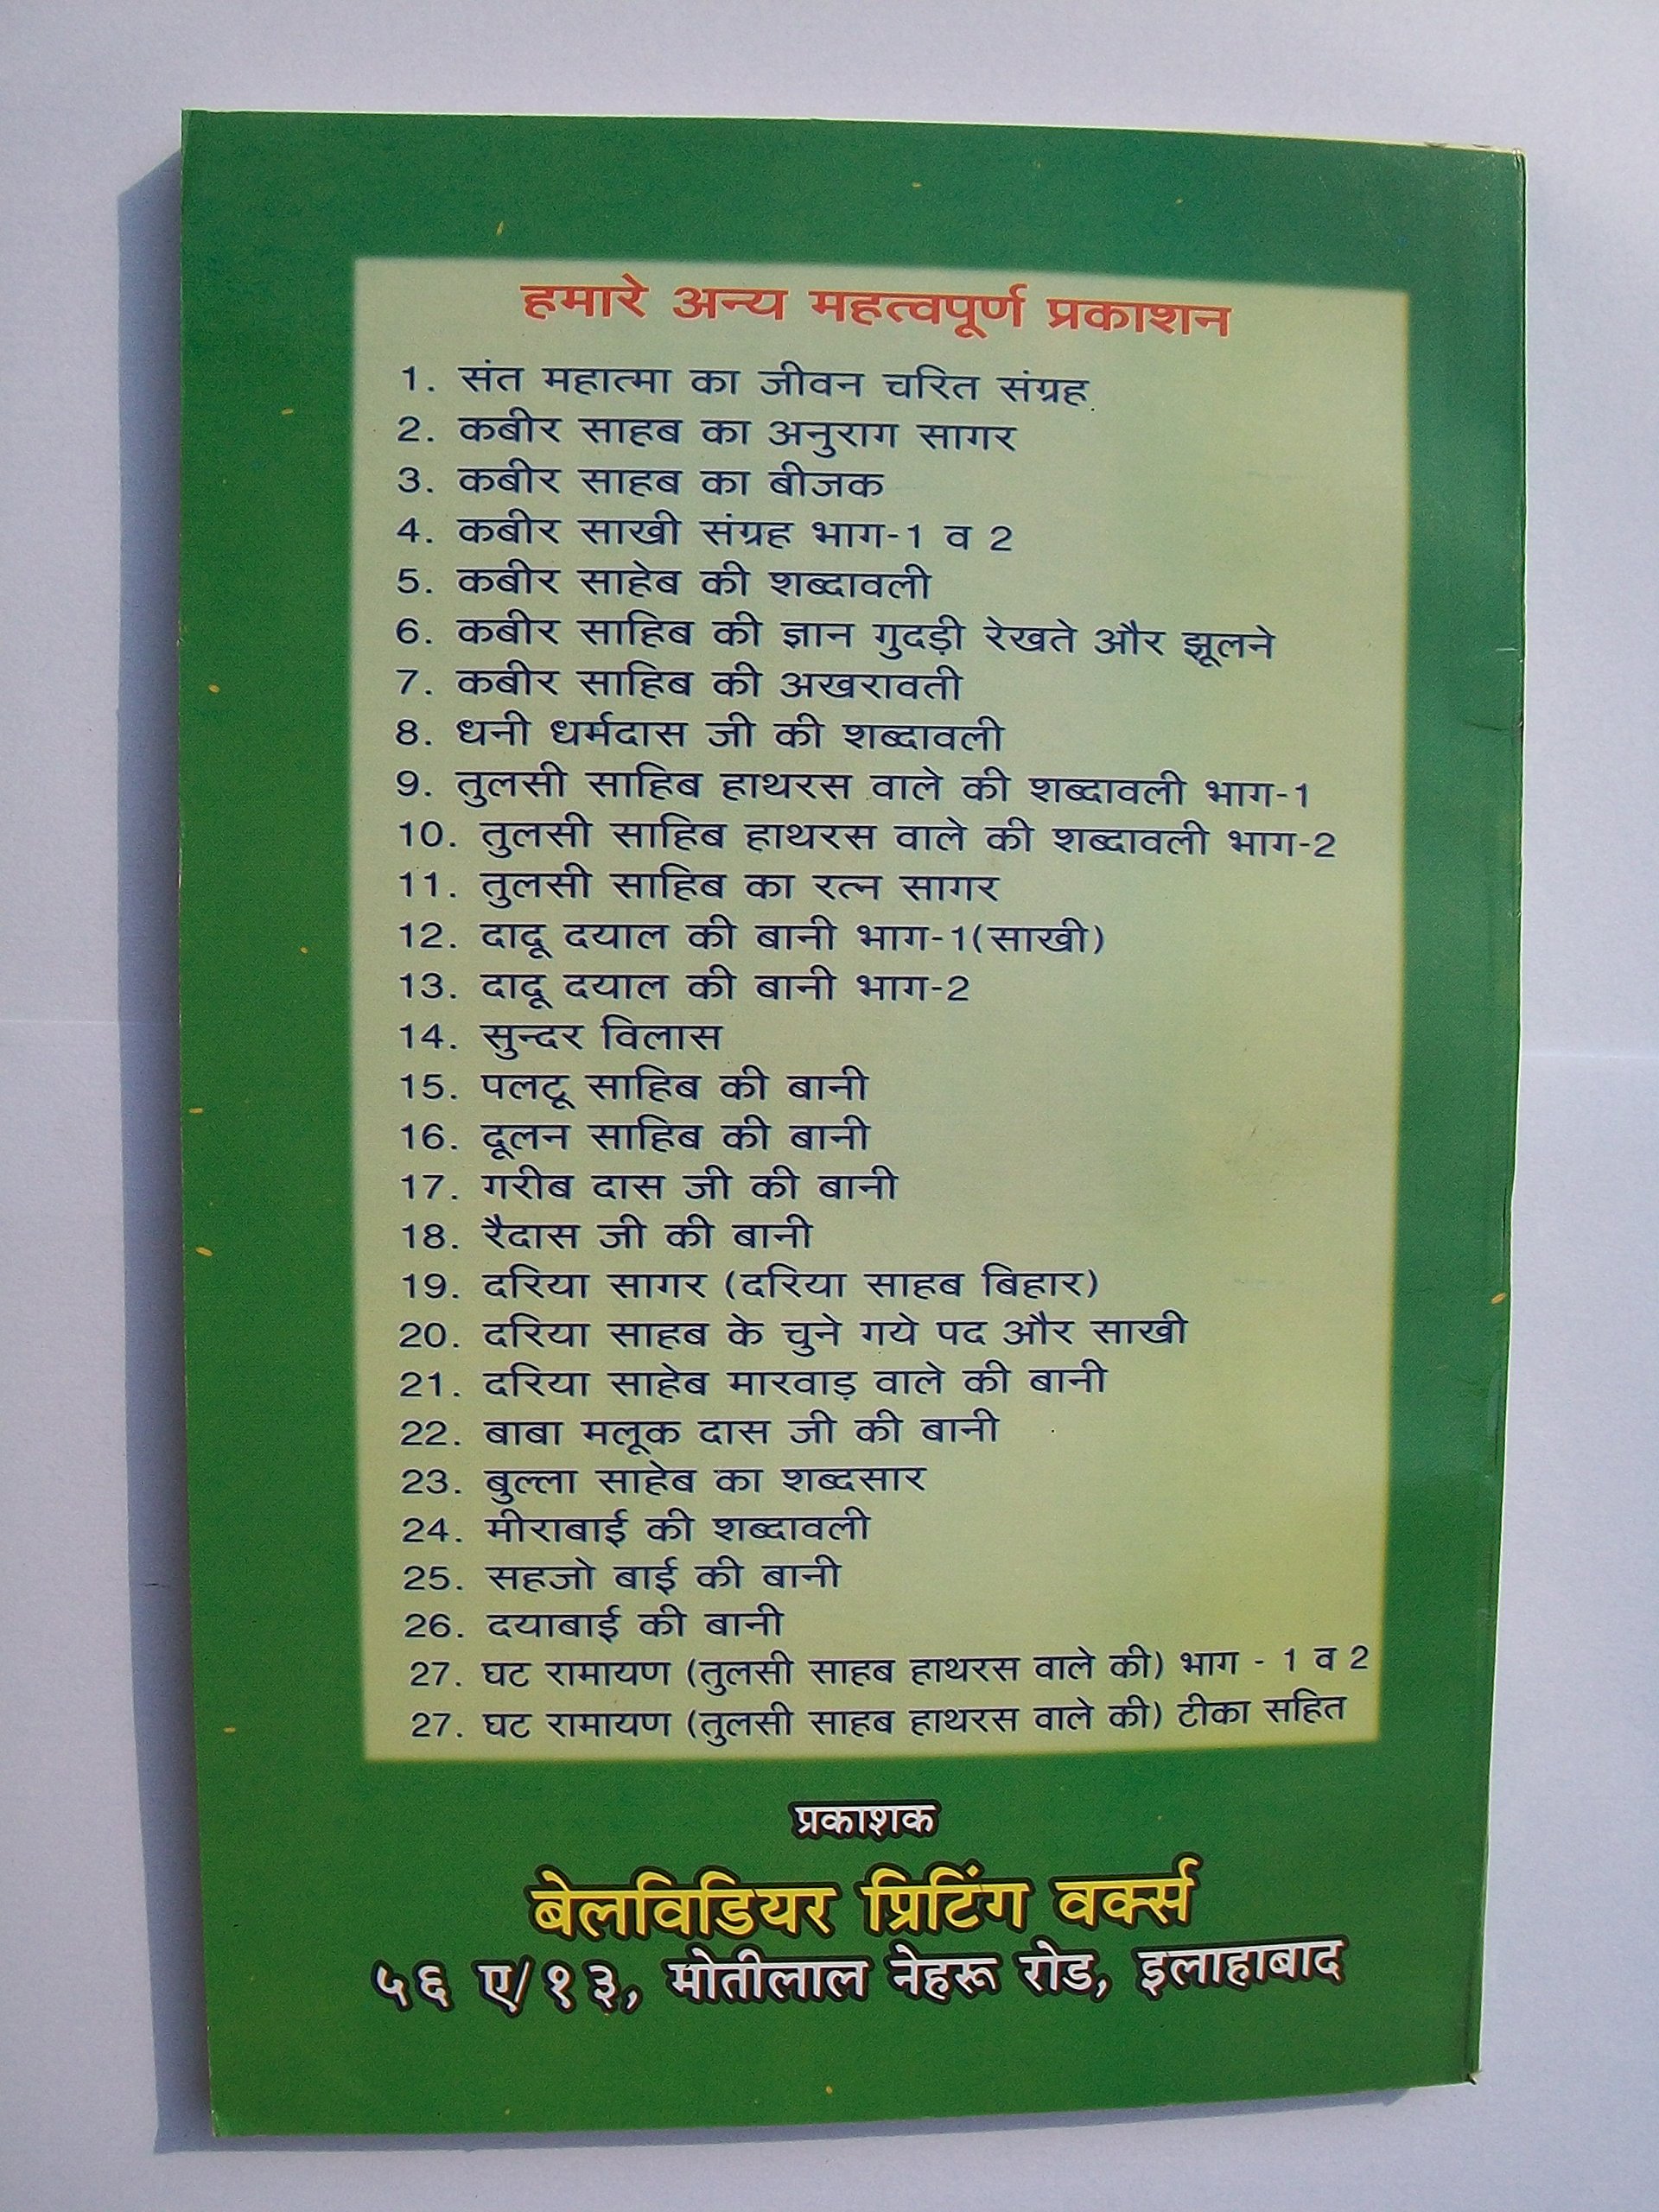 हमारे अन्य महत्वपूर्ण प्रकाशन
1. संत महात्मा का जीवन चरित संग्रह
2. कबीर साहब का अनुराग सागर
3. कबीर साहब का बीजक
4. कबीर साखी संग्रह भाग-1 व 2
5. कबीर साहेब की शब्दावली
6. कबीर साहिब की ज्ञान गुदड़ी रेखते और झूलने
7. कबीर साहिब की अखरावती
8. धनी धर्मदास जी की शब्दावली
9. तुलसी साहिब हाथरस वाले की शब्दावली भाग-1
10. तुलसी साहिब हाथरस वाले की शब्दावली भाग-2
11. तुलसी साहिब का रत्न सागर
12. दादू दयाल की बानी भाग-1(साखी)
13. दादू दयाल की बानी भाग-2
14. सुन्दर विलास
15. पलटू साहिब की बानी
16. दूलन साहिब की बानी
17. गरीब दास जी की बानी
18. रैदास जी की बानी
19. दरिया सागर (दरिया साहब बिहार)
20. दरिया साहब के चुने गये पद और साखी
21. दरिया साहेब मारवाड़ वाले की बानी
22. बाबा मलूक दास जी की बानी
23. बुल्ला साहेब का शब्दसार
24. मीराबाई की शब्दावली
25. सहजो बाई की बानी
26. दयाबाई की बानी
27. घट रामायण (तुलसी साहब हाथरस वाले की) भाग - 1 व 2
27. घट रामायण (तुलसी साहब हाथरस वाले की) टीका सहित
प्रकाशक
बेलविडियर प्रिटिंग वर्क्स
५६ ए/१३, मोतीलाल नेहरू रोड, इलाहाबाद